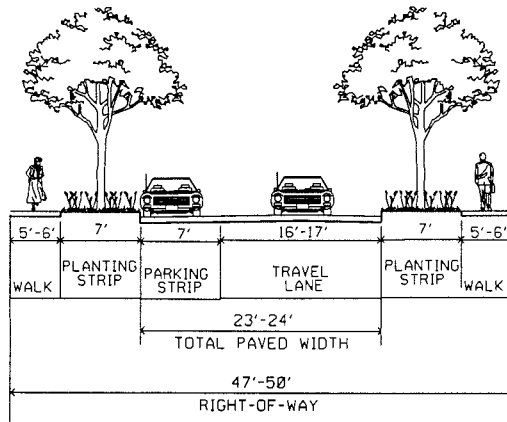 5'-6' 7' 7' 16'-17' 7' 5'-6'
WALK
PLANTING
STRIP
PARKING
STRIP
TRAVEL
LANE
PLANTING
STRIP
WALK
23'-24'
TOTAL PAVED WIDTH
47'-50'
RIGHT-OF-WAY